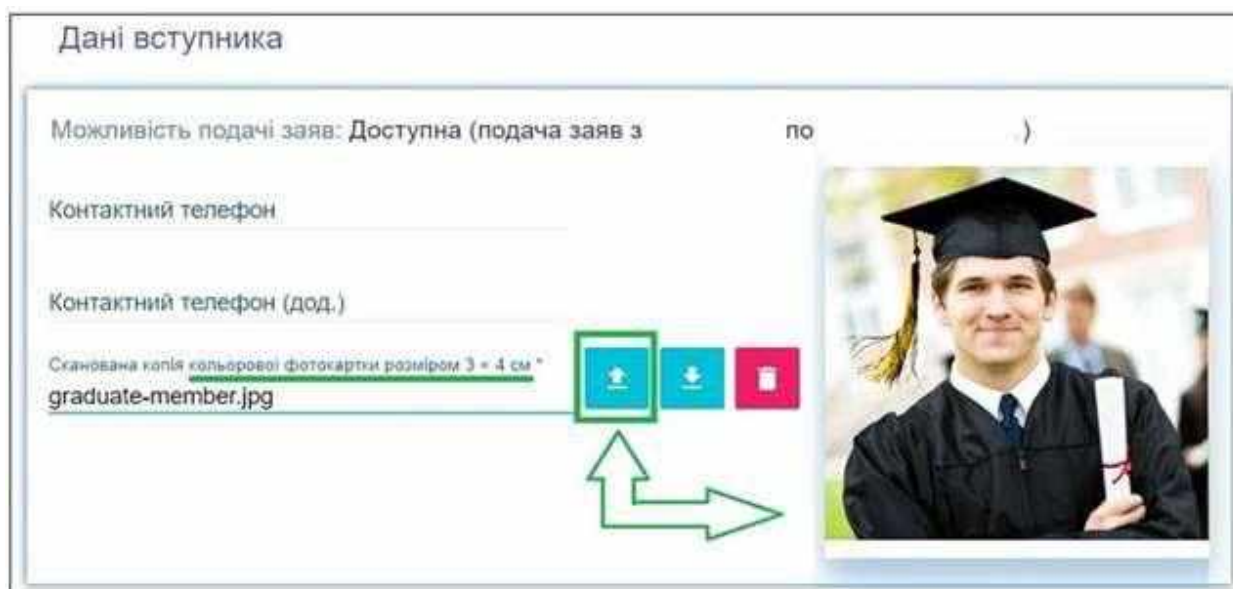 Дані вступника
Можливість подачі заяв: Доступна (подача заяв з по .)
Контактний телефон
Контактний телефон (дод.)
Сканована копія кольорової фотокартки розміром 3 × 4 см *
graduate-member.jpg